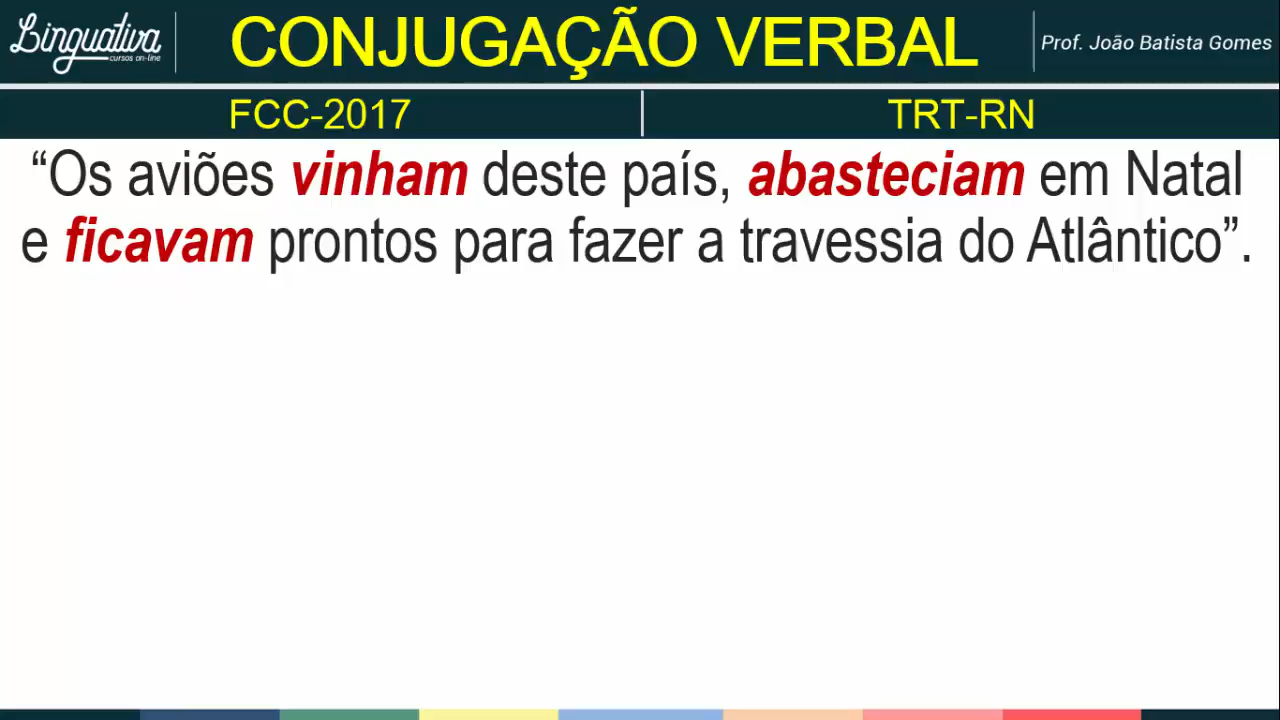 Linguativa
cursos on-line
CONJUGAÇÃO VERBAL
Prof. João Batista Gomes
FCC-2017
TRT-RN
“Os aviões vinham deste país, abasteciam em Natal
e ficavam prontos para fazer a travessia do Atlântico”.